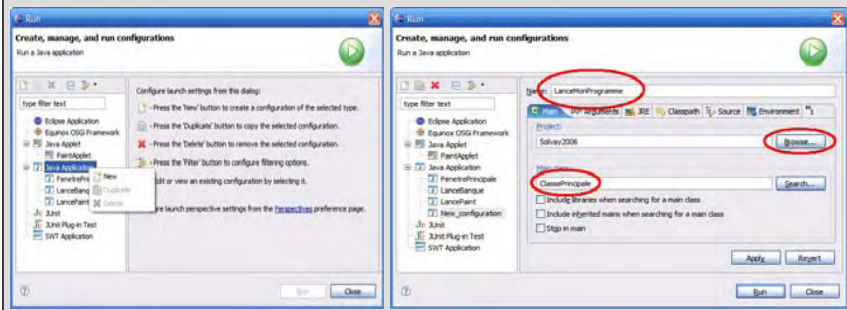 Run
Create, manage, and run configurations
Run a Java application
type filter text
Eclipse Application
Equinox OSGi Framework
Java Applet
PaintApplet
Java Application
FenetrePrin
LanceBanq
LancePaint
JUnit
JUnit Plug-in Test
SWT Application
New
Duplicate
Delete
Configure launch settings from this dialog:
- Press the 'New' button to create a configuration of the selected type.
- Press the 'Duplicate' button to copy the selected configuration.
- Press the 'Delete' button to remove the selected configuration.
- Press the 'Filter' button to configure filtering options.
dit or view an existing configuration by selecting it.
re launch perspective settings from the Perspectives preference page.
Run
Close
Run
Create, manage, and run configurations
Run a Java application
type filter text
Eclipse Application
Equinox OSGi Framework
Java Applet
PaintApplet
Java Application
FenetrePrincipale
LanceBanque
LancePaint
New_configuration
JUnit
JUnit Plug-in Test
SWT Application
Name: LanceMonProgramme
Main Arguments JRE Classpath Source Environment
Project:
Solvay2006
Browse...
Main class:
ClassePrincipale
Search...
Include libraries when searching for a main class
Include inherited mains when searching for a main class
Stop in main
Apply
Revert
Run
Close